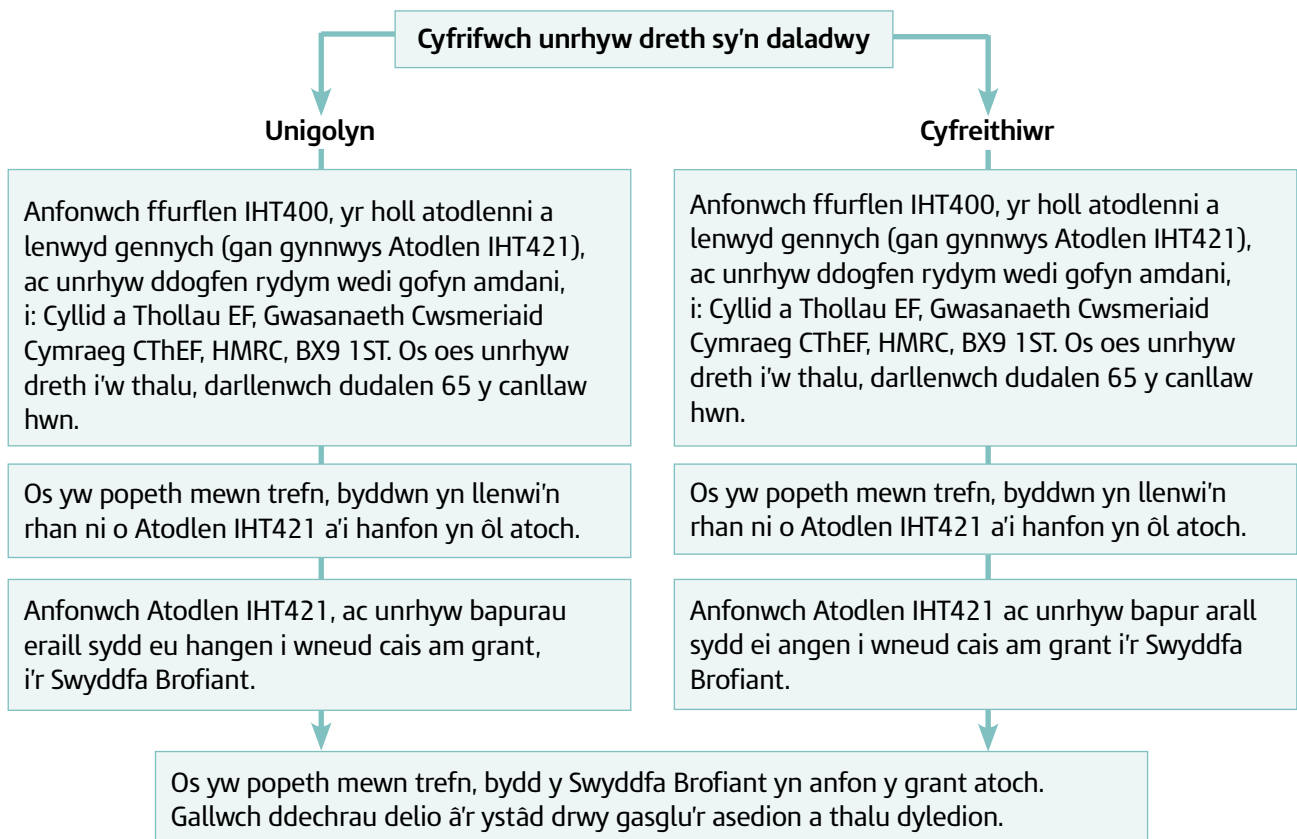 Cyfrifwch unrhyw dreth sy'n daladwy
Unigolyn
Anfonwch ffurflen IHT400, yr holl atodlenni a
lenwyd gennych (gan gynnwys Atodlen IHT421),
ac unrhyw ddogfen rydym wedi gofyn amdani,
i: Cyllid a Thollau EF, Gwasanaeth Cwsmeriaid
Cymraeg CThEF, HMRC, BX9 1ST. Os oes unrhyw
dreth i'w thalu, darllenwch dudalen 65 y canllaw
hwn.
Os yw popeth mewn trefn, byddwn yn llenwi'n
rhan ni o Atodlen IHT421 a'i hanfon yn ôl atoch.
Anfonwch Atodlen IHT421, ac unrhyw bapurau
eraill sydd eu hangen i wneud cais am grant,
i'r Swyddfa Brofiant.
Cyfreithiwr
Anfonwch ffurflen IHT400, yr holl atodlenni a
lenwyd gennych (gan gynnwys Atodlen IHT421),
ac unrhyw ddogfen rydym wedi gofyn amdani,
i: Cyllid a Thollau EF, Gwasanaeth Cwsmeriaid
Cymraeg CThEF, HMRC, BX9 1ST. Os oes unrhyw
dreth i'w thalu, darllenwch dudalen 65 y canllaw
hwn.
Os yw popeth mewn trefn, byddwn yn llenwi'n
rhan ni o Atodlen IHT421 a'i hanfon yn ôl atoch.
Anfonwch Atodlen IHT421 ac unrhyw bapur arall
sydd ei angen i wneud cais am grant i'r Swyddfa
Brofiant.
Os yw popeth mewn trefn, bydd y Swyddfa Brofiant yn anfon y grant atoch.
Gallwch ddechrau delio â'r ystâd drwy gasglu'r asedion a thalu dyledion.